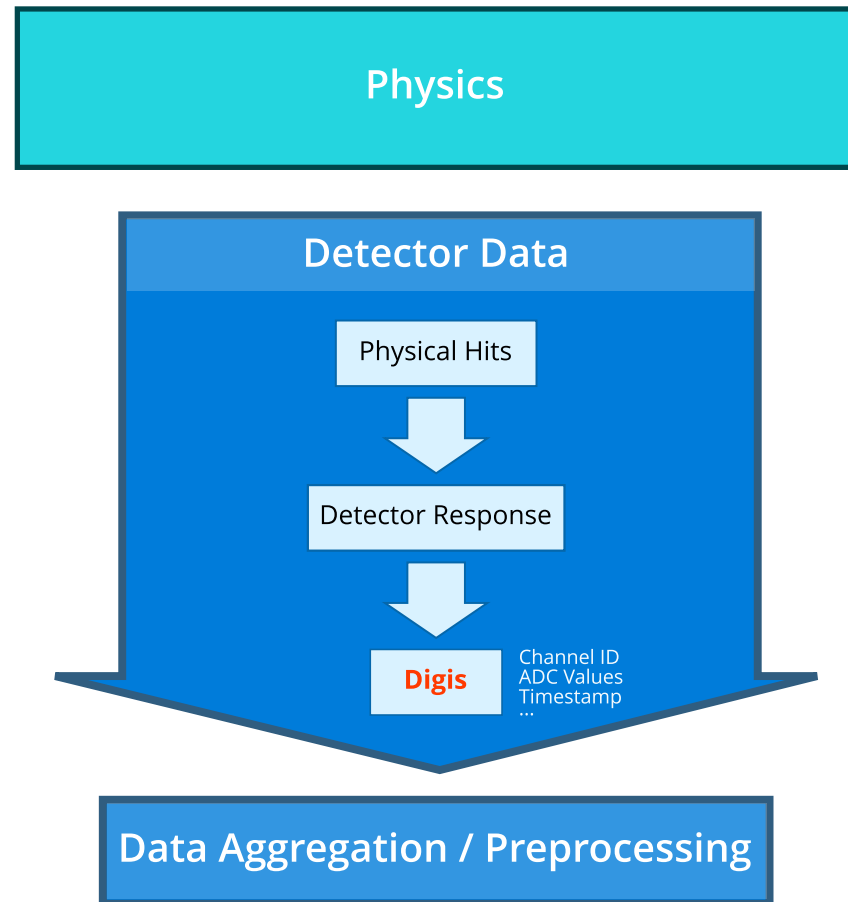 Physics
Detector Data
Physical Hits
Detector Response
Digis
Channel ID
ADC Values
Timestamp
...
Data Aggregation / Preprocessing